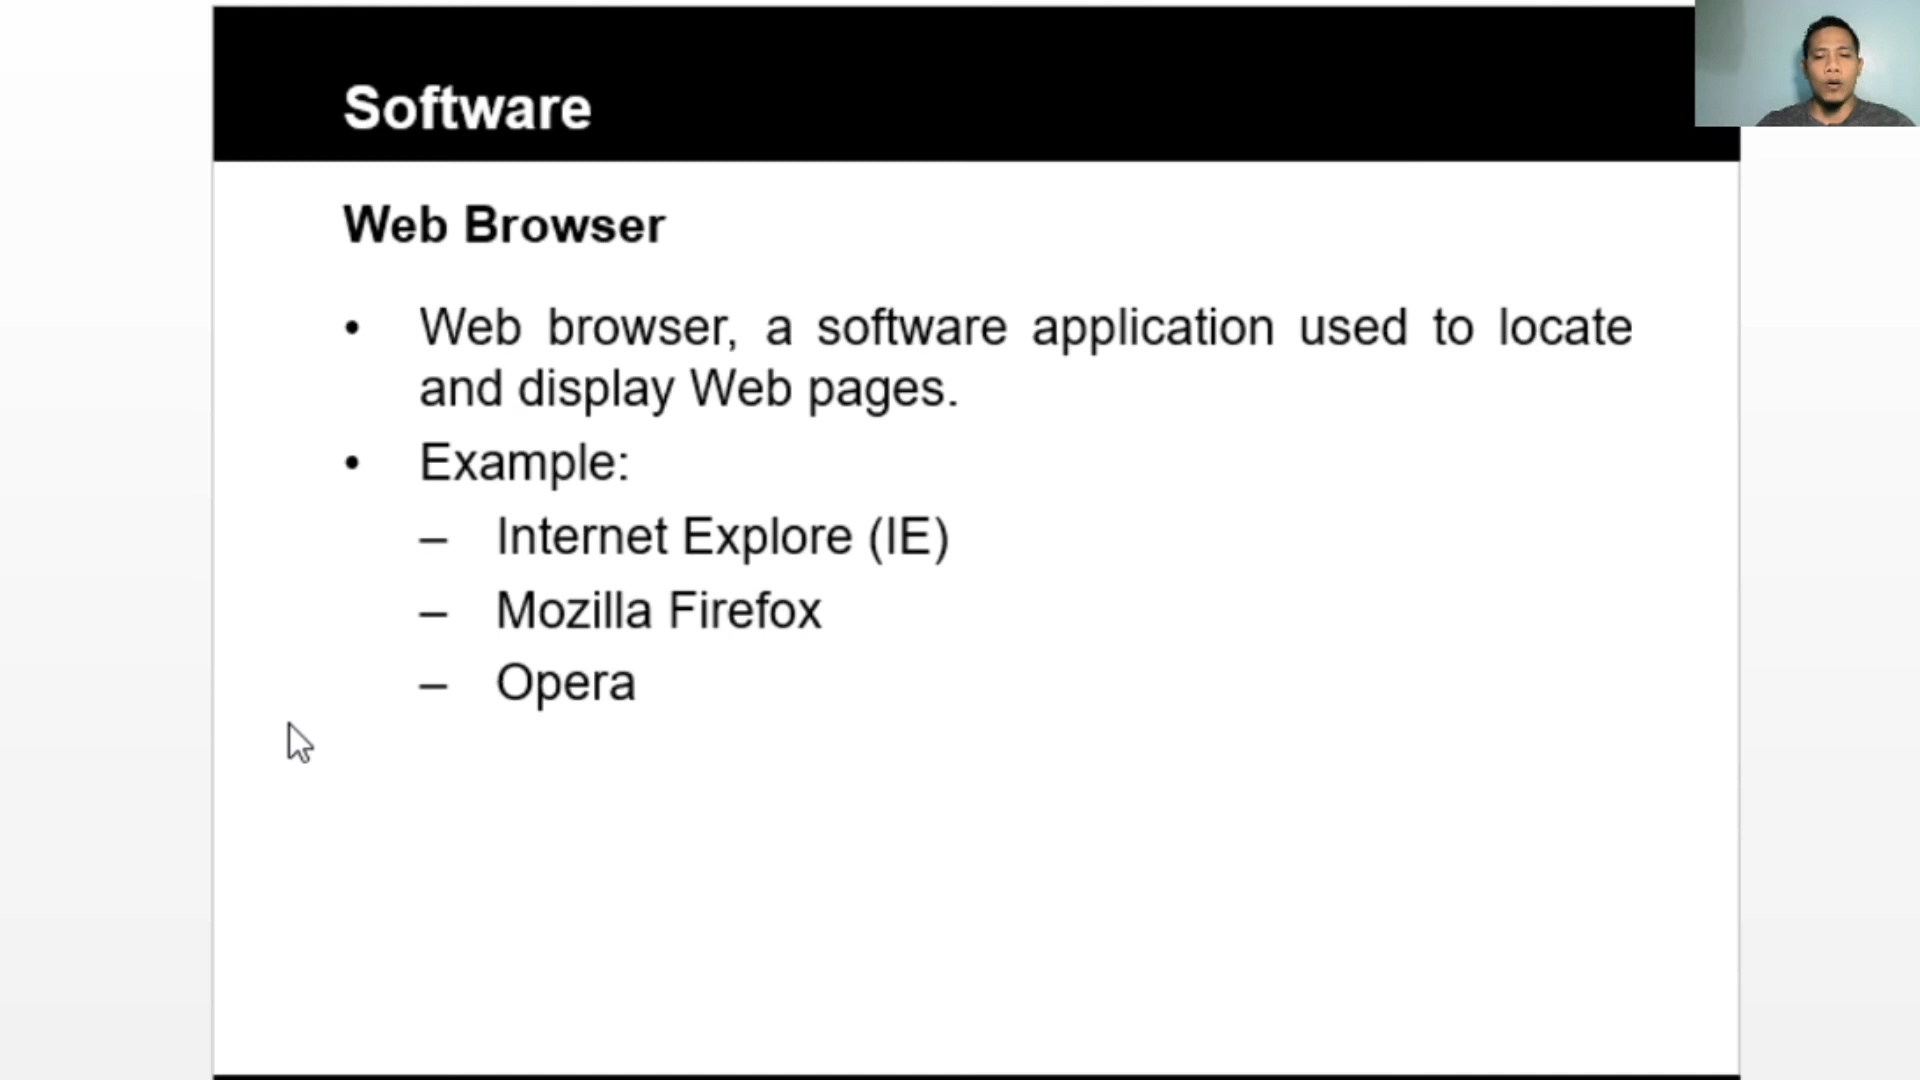 Software
Web Browser
• Web browser, a software application used to locate
and display Web pages.
• Example:
– Internet Explore (IE)
– Mozilla Firefox
– Opera